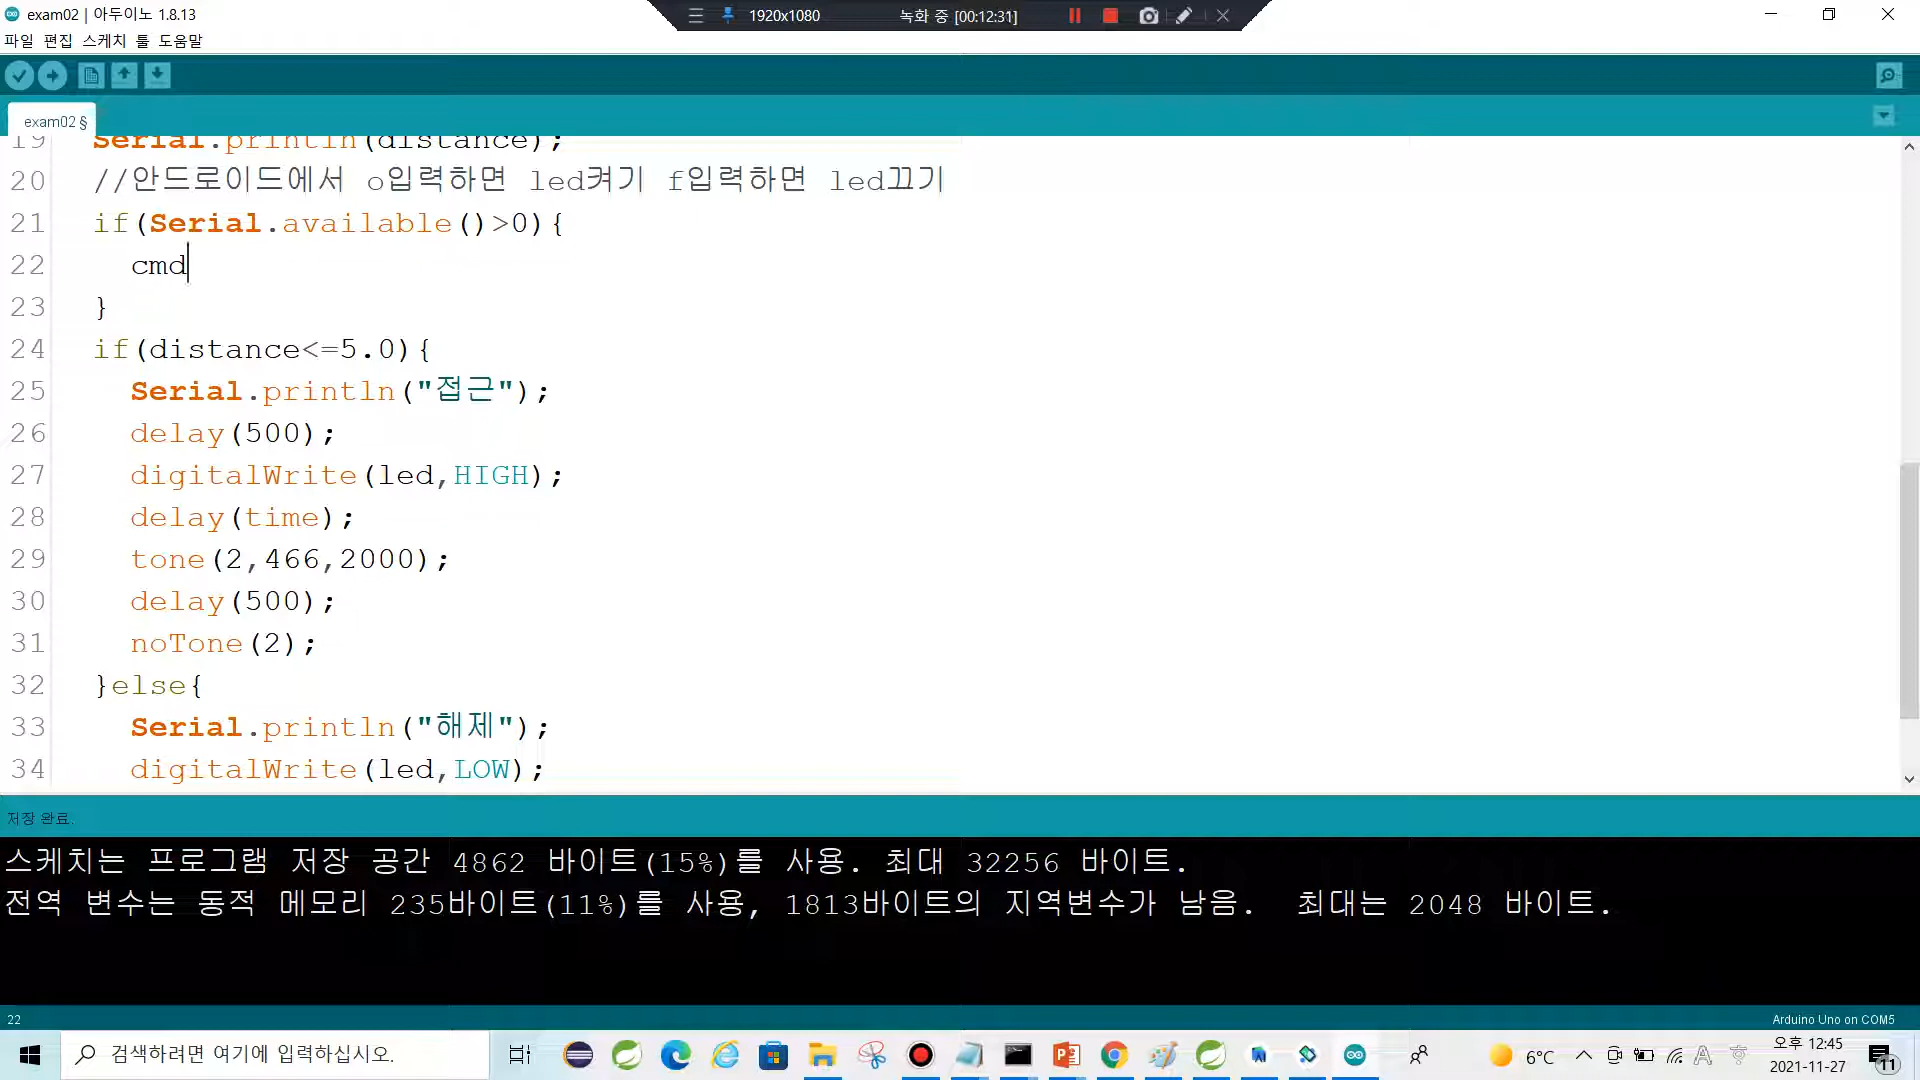 exam02 | 아두이노 1.8.13
1920x1080
녹화 중 [00:12:31]
파일 편집 스케치 툴 도움말
exam02 §
19 Serial.println(distance);
20 //안드로이드에서 o입력하면 led켜기 f입력하면 led끄기
21 if(Serial.available()>0){
22 cmd
23 }
24 if(distance<=5.0){
25 Serial.println("접근");
26 delay(500);
27 digitalWrite(led,HIGH);
28 delay(time);
29 tone(2,466,2000);
30 delay(500);
31 noTone(2);
32 }else{
33 Serial.println("해제");
34 digitalWrite(led,LOW);
저장 완료.
스케치는 프로그램 저장 공간 4862 바이트(15%)를 사용. 최대 32256 바이트.
전역 변수는 동적 메모리 235바이트(11%)를 사용, 1813바이트의 지역변수가 남음.  최대는 2048 바이트.
22
Arduino Uno on COM5
검색하려면 여기에 입력하십시오.
6°C
A
오후 12:45
2021-11-27
11